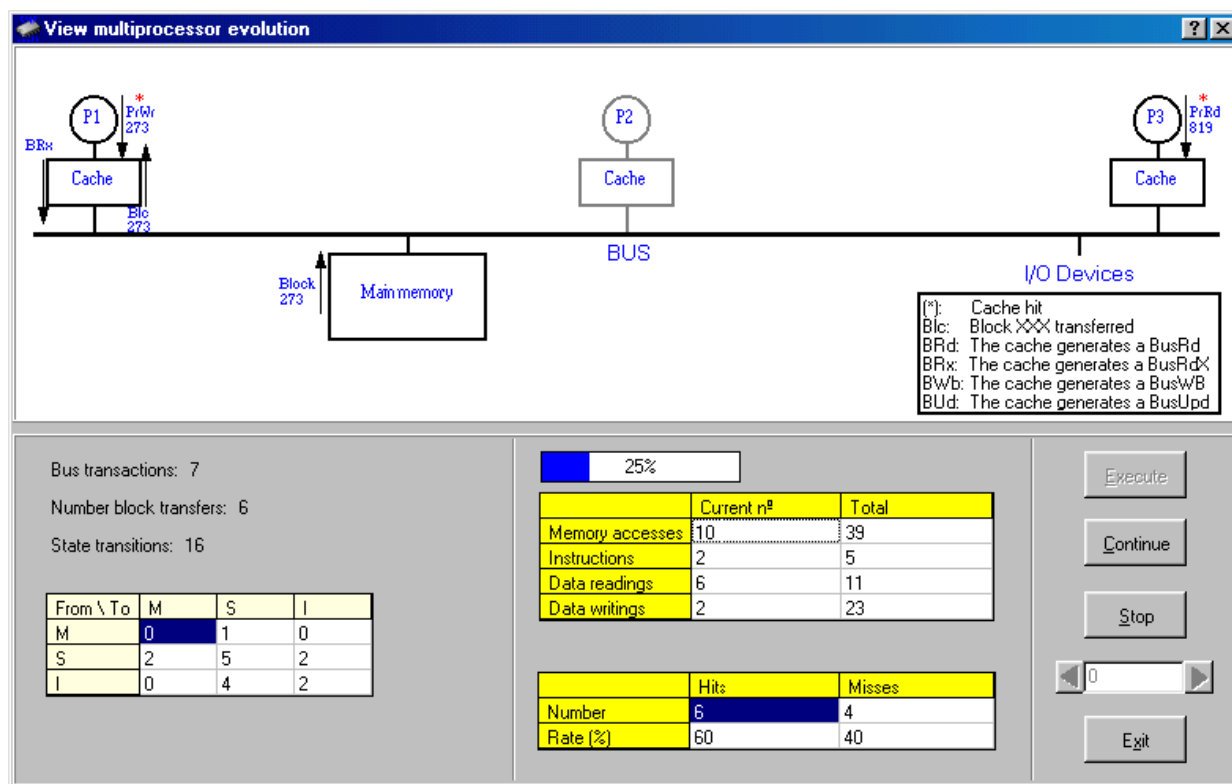 View multiprocessor evolution
P1
*
PrWr
273
BRx
Cache
Blc
273
P2
Cache
P3
*
PrRd
819
Cache
BUS
Block
273
Main memory
I/O Devices
(*): Cache hit
Blc: Block XXX transferred
BRd: The cache generates a BusRd
BRx: The cache generates a BusRdX
BWb: The cache generates a BusWB
BUd: The cache generates a BusUpd
Bus transactions: 7
Number block transfers: 6
State transitions: 16
From \ To M S I
M 0 1 0
S 2 5 2
I 0 4 2
25%
Current nº Total
Memory accesses 10 39
Instructions 2 5
Data readings 6 11
Data writings 2 23
Hits Misses
Number 6 4
Rate (%) 60 40
Execute
Continue
Stop
0
Exit